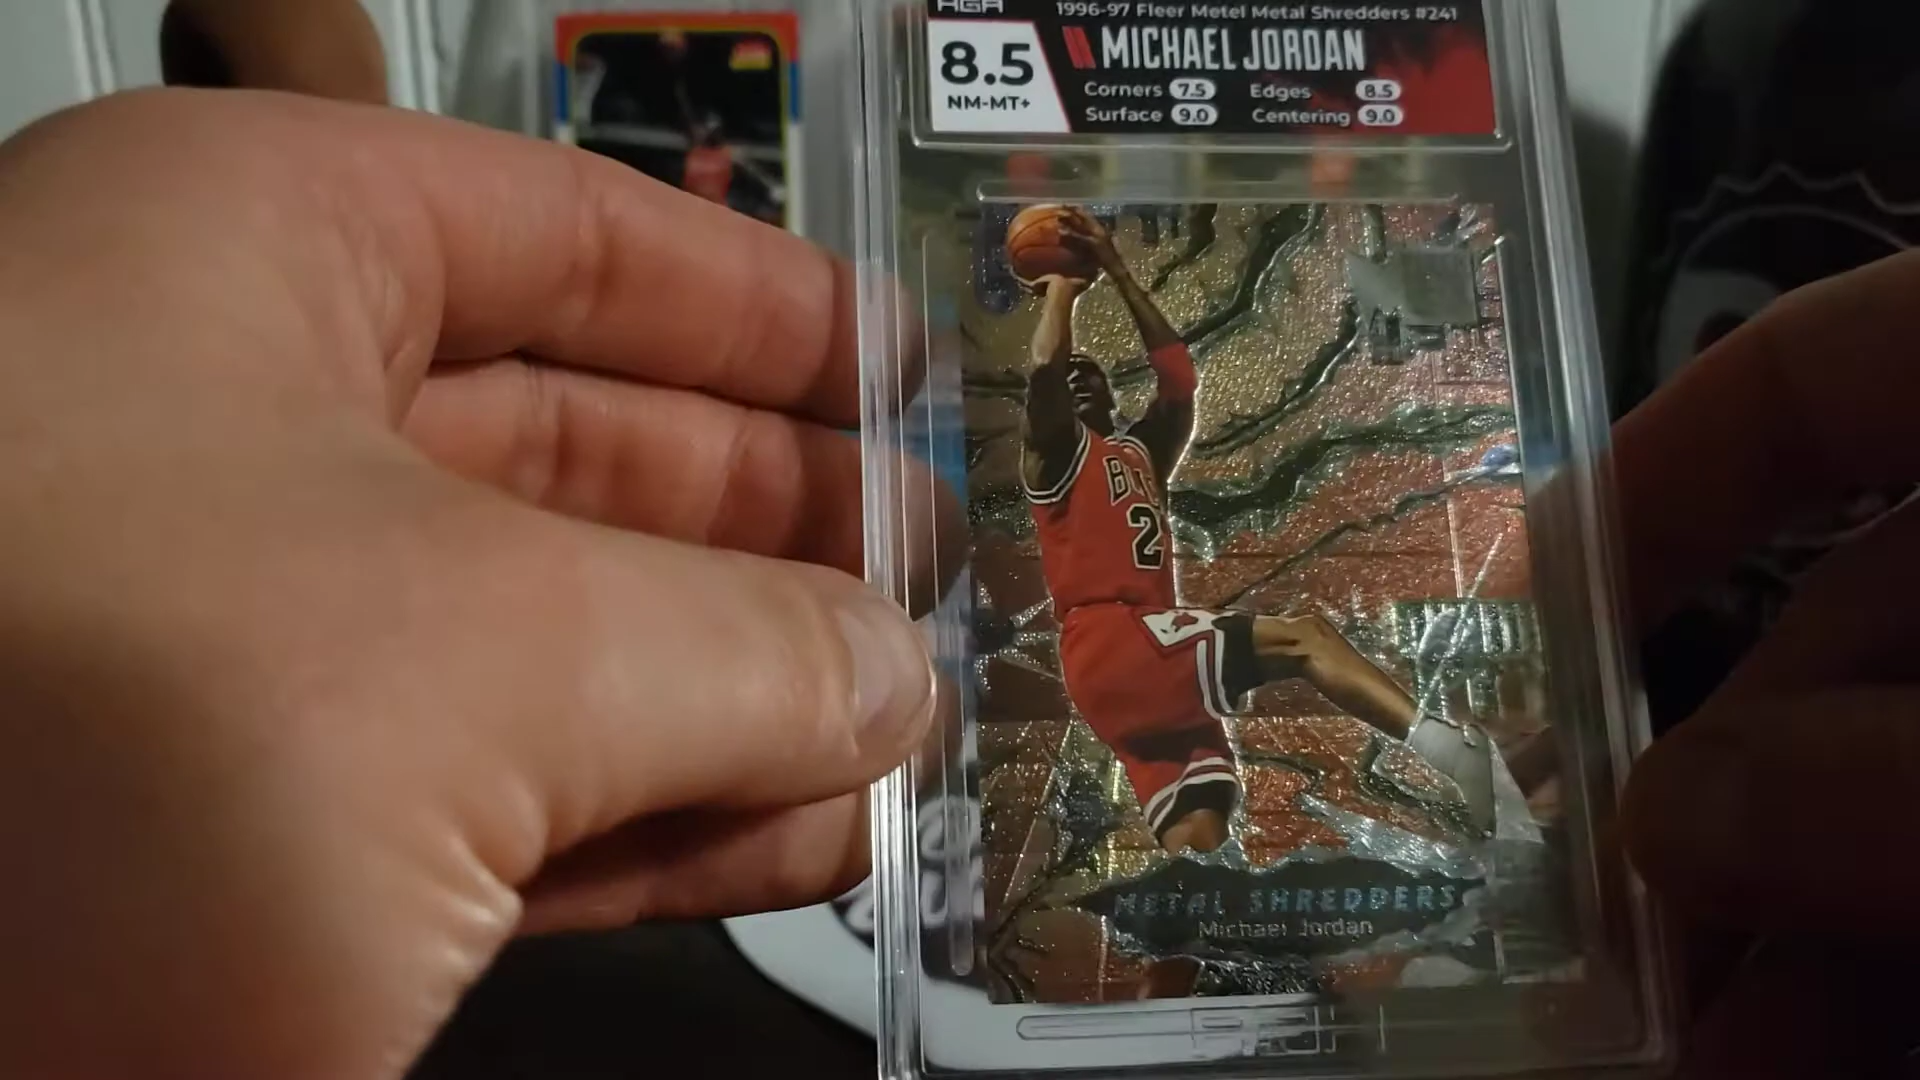 HGA
1996-97 Fleer Metel Metal Shredders #241
8.5
NM-MT+
MICHAEL JORDAN
Corners 7.5 Edges 8.5
Surface 9.0 Centering 9.0
2
METAL SHREDDERS
Michael Jordan